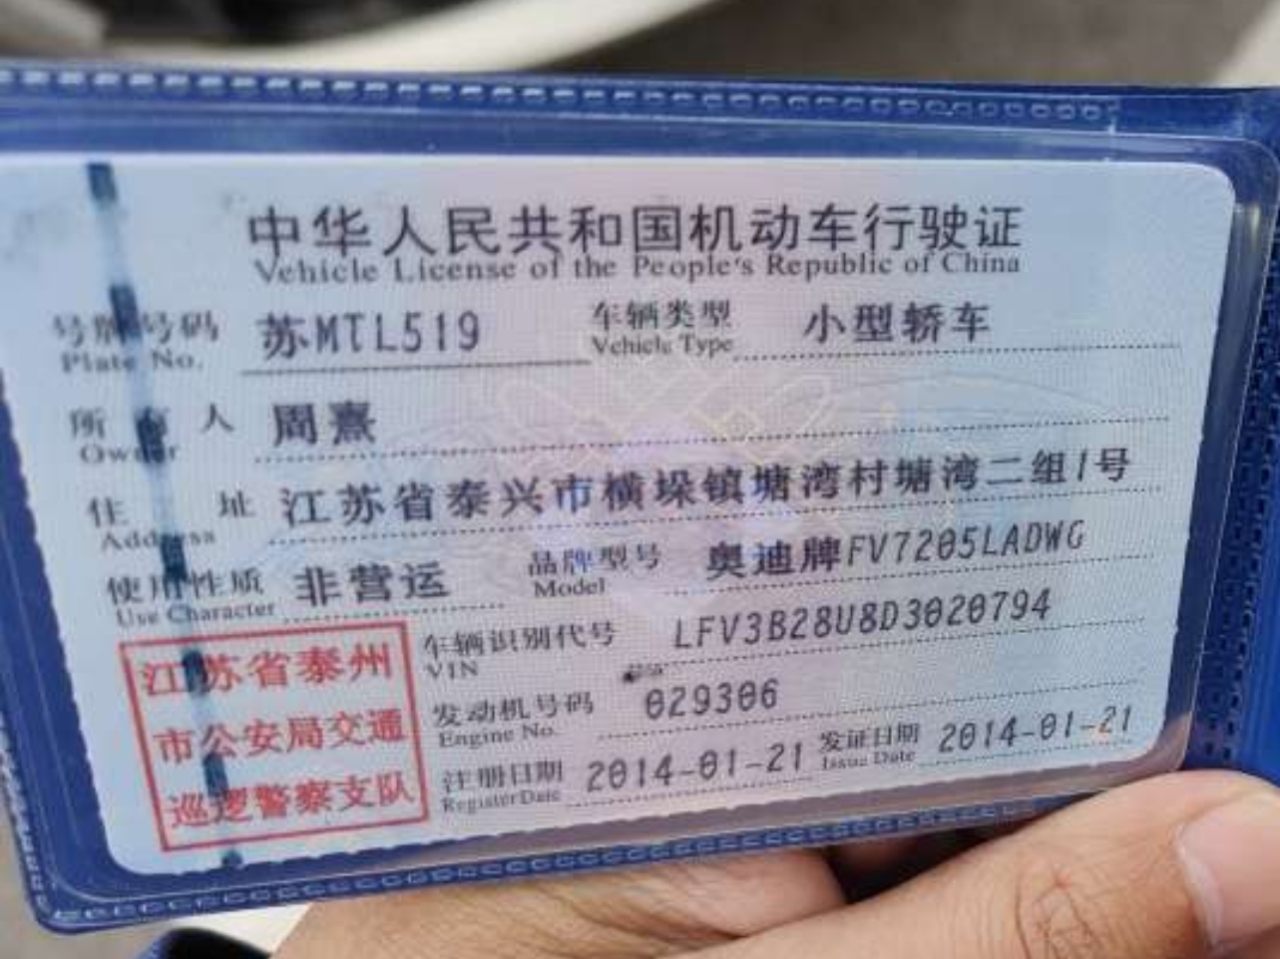 中华人民共和国机动车行驶证
Vehicle License of the People's Republic of China
号牌号码 苏MTL519 车辆类型 小型轿车
Plate No. Vehicle Type
所有人 周熹
Owner
住址 江苏省泰兴市横垛镇塘湾村塘湾二组1号
Address
使用性质 非营运 品牌型号 奥迪牌FV7205LADWG
Use Character Model
车辆识别代号 LFV3B28U8D3020794
VIN
发动机号码 029306
Engine No.
注册日期 2014-01-21 发证日期 2014-01-21
Register Date Issue Date
江苏省泰州
市公安局交通
巡逻警察支队